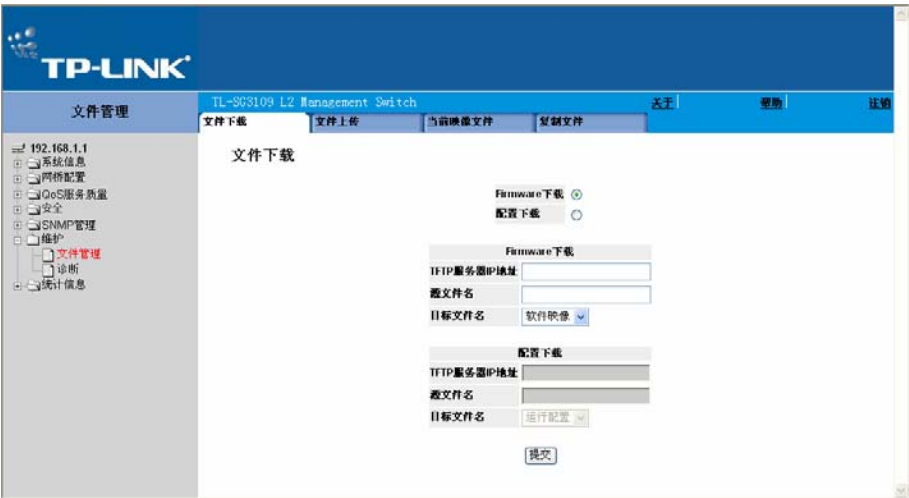 TP-LINK
文件管理
TL-SG3109 L2 Management Switch
关于
帮助
注销
文件下载
文件上传
当前映像文件
复制文件
192.168.1.1
系统信息
网桥配置
QoS服务质量
安全
SNMP管理
维护
文件管理
诊断
统计信息
文件下载
Firmware下载
配置下载
Firmware下载
TFTP服务器IP地址
源文件名
目标文件名
软件映像
配置下载
TFTP服务器IP地址
源文件名
目标文件名
运行配置
提交